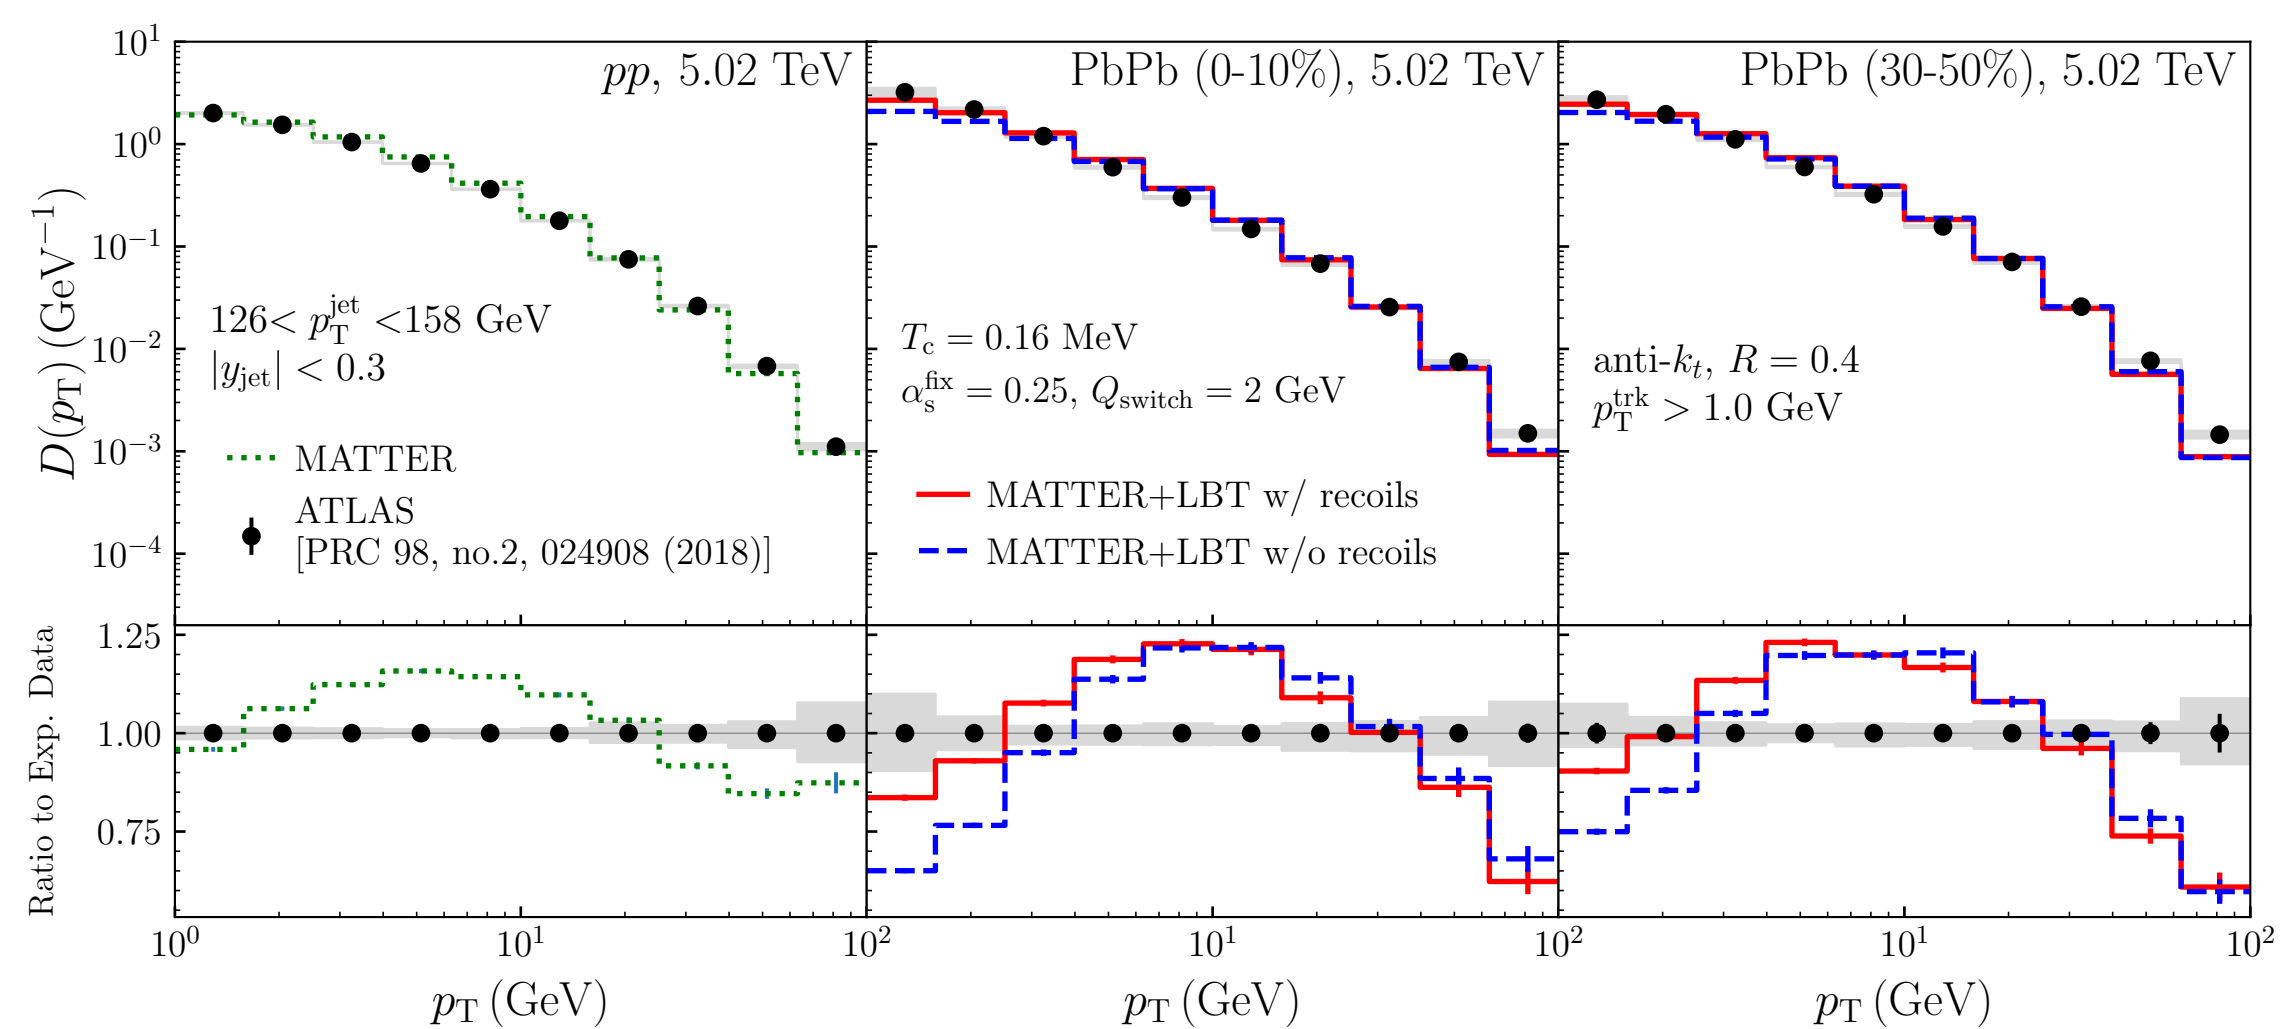 pp, 5.02 TeV
PbPb (0-10%), 5.02 TeV
PbPb (30-50%), 5.02 TeV
D(p_T) (GeV^{−1})
10^1
10^0
10^{−1}
10^{−2}
10^{−3}
10^{−4}
126< p_T^{jet} <158 GeV
|y_{jet}| < 0.3
MATTER
ATLAS
[PRC 98, no.2, 024908 (2018)]
T_c = 0.16 MeV
α_s^{fix} = 0.25, Q_{switch} = 2 GeV
MATTER+LBT w/ recoils
MATTER+LBT w/o recoils
anti-k_t, R = 0.4
p_T^{trk} > 1.0 GeV
Ratio to Exp. Data
1.25
1.00
0.75
10^0
10^1
10^2
10^1
10^2
10^1
10^2
p_T (GeV)
p_T (GeV)
p_T (GeV)